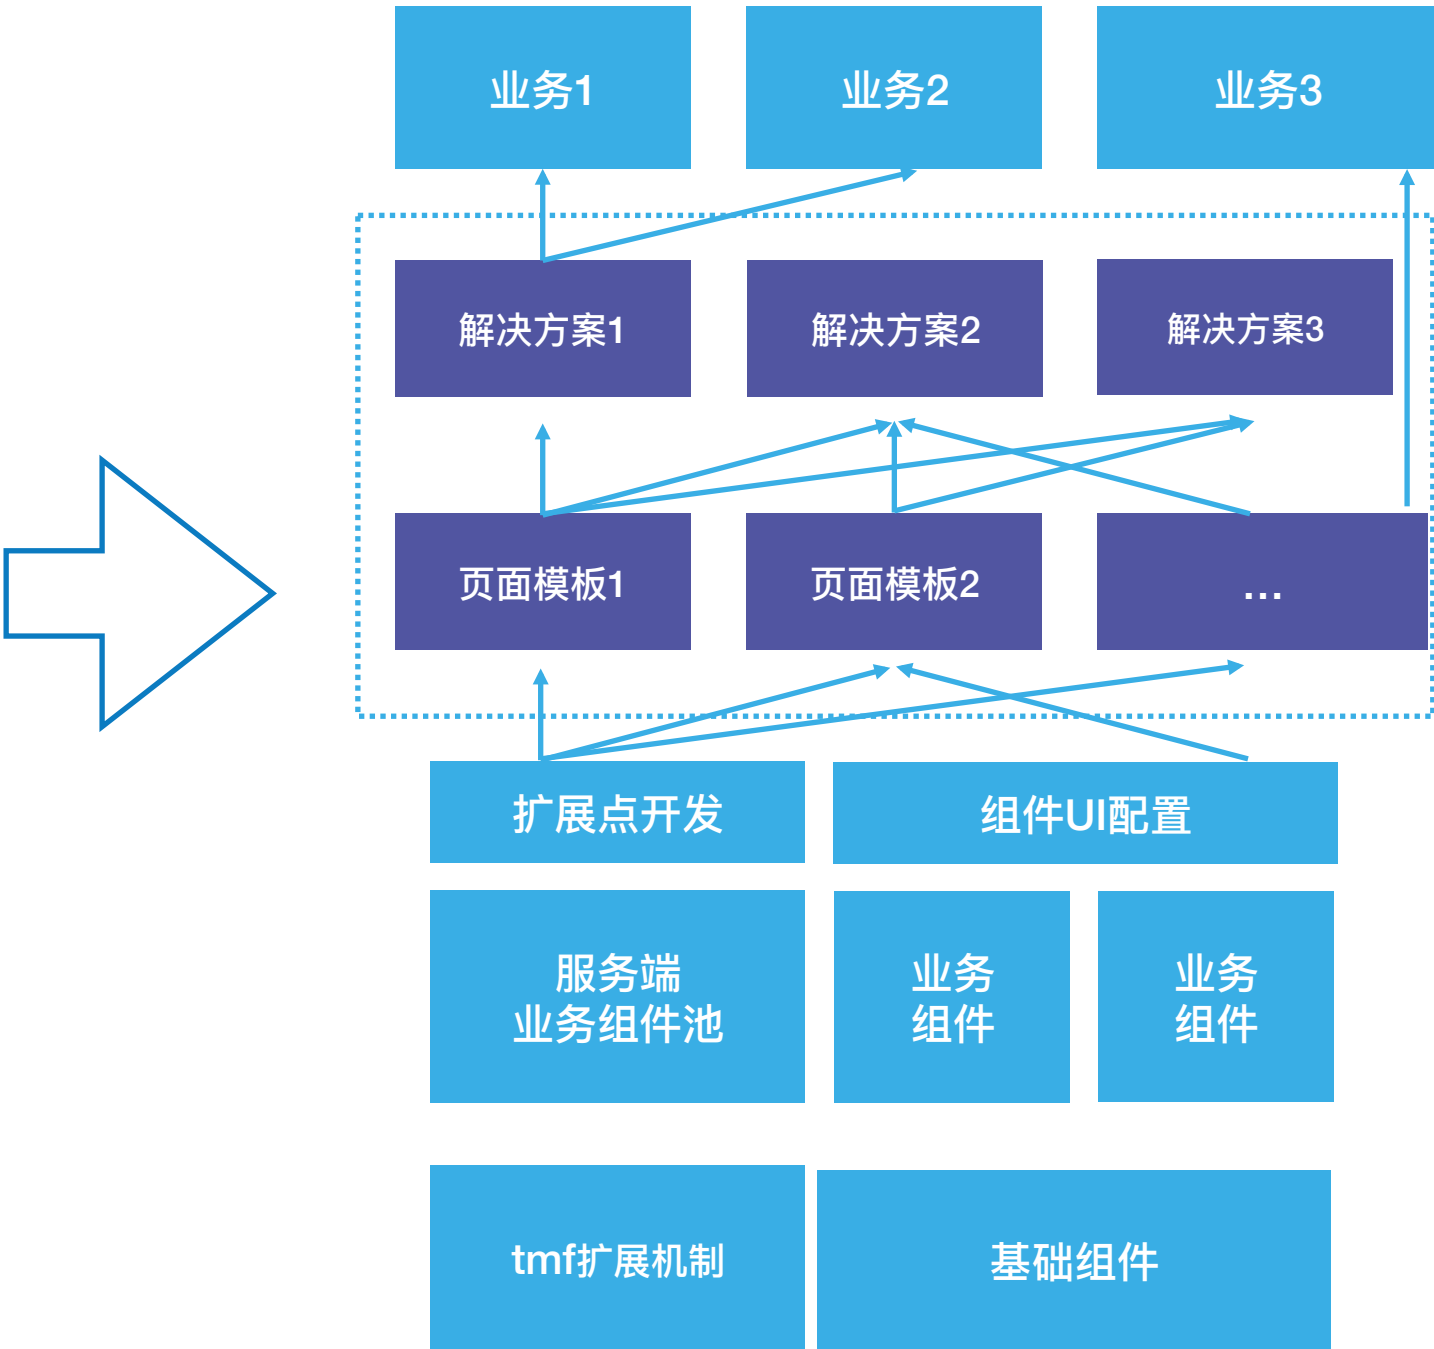 业务1
业务2
业务3
解决方案1
解决方案2
解决方案3
页面模板1
页面模板2
...
扩展点开发
组件UI配置
服务端
业务组件池
业务
组件
业务
组件
tmf扩展机制
基础组件